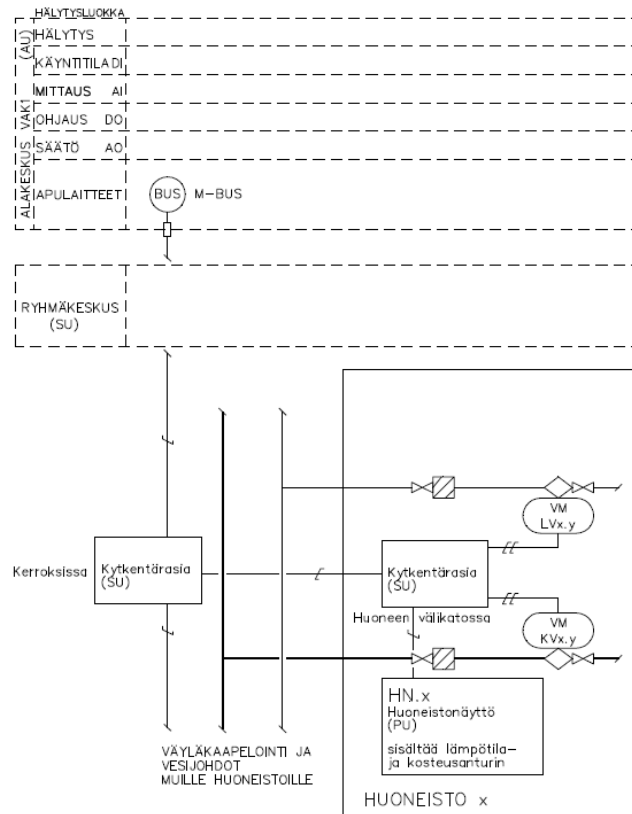 HÄLYTYSLUOKKA
ALAKESKUS VAK1 (AU)
HÄLYTYS
KÄYNTITILA DI
MITTAUS AI
OHJAUS DO
SÄÄTÖ AO
APULAITTEET
BUS
M-BUS
RYHMÄKESKUS
(SU)
VM
LVx.y
Kerroksissa
Kytkentärasia
(SU)
Kytkentärasia
(SU)
Huoneen välikatossa
VM
KVx.y
HN.x
Huoneistonäyttö
(PU)
sisältää lämpötila-
ja kosteusanturin
VÄYLÄKAAPELOINTI JA
VESIJOHDOT
MUILLE HUONEISTOILLE
HUONEISTO x